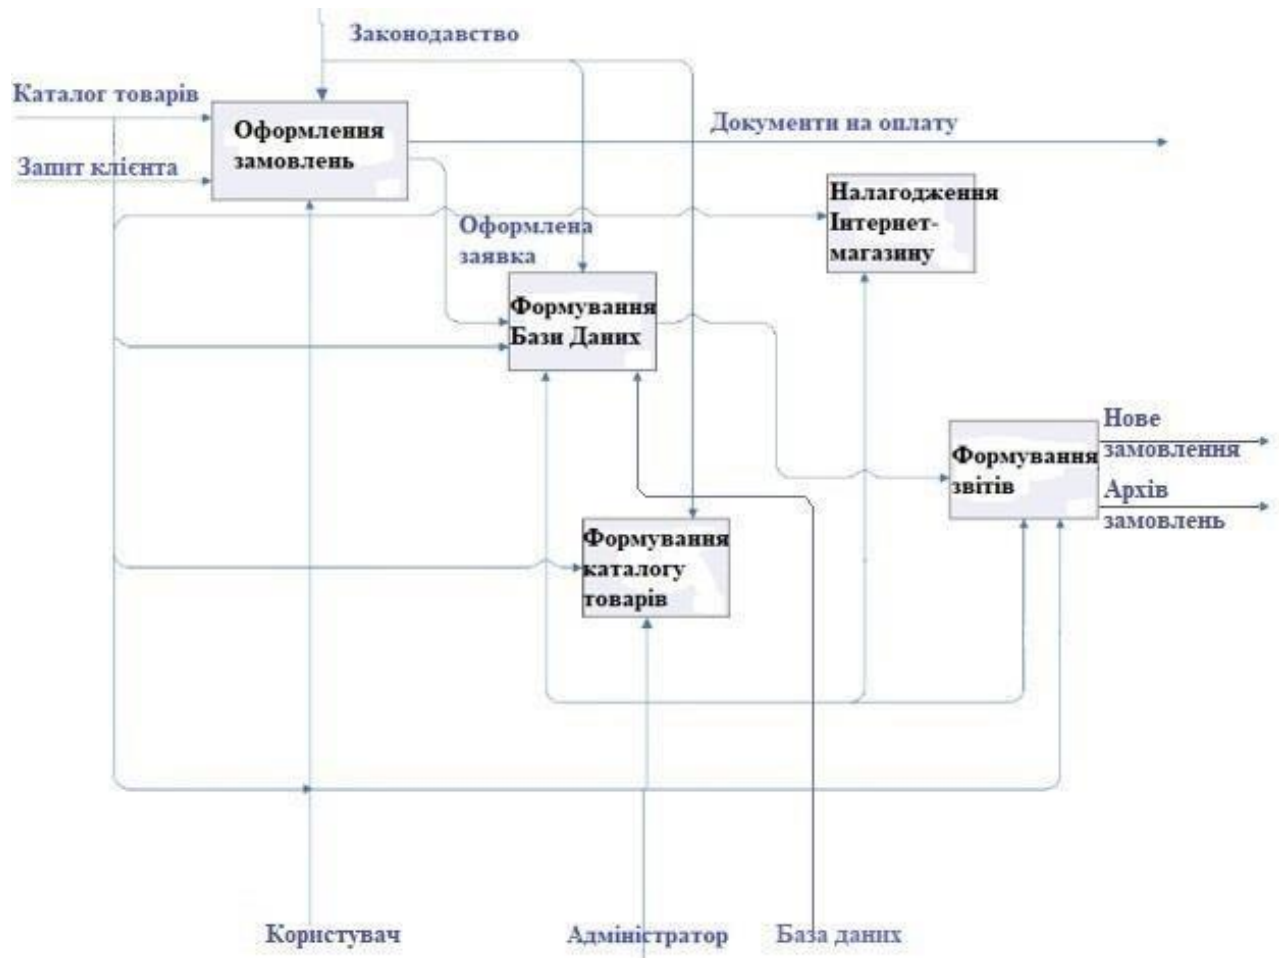 Законодавство
Каталог товарів
Оформлення
замовлень
Документи на оплату
Запит клієнта
Налагодження
Інтернет-
магазину
Оформлена
заявка
Формування
Бази Даних
Нове
замовлення
Формування
звітів
Архів
замовлень
Формування
каталогу
товарів
Користувач
Адміністратор
База даних